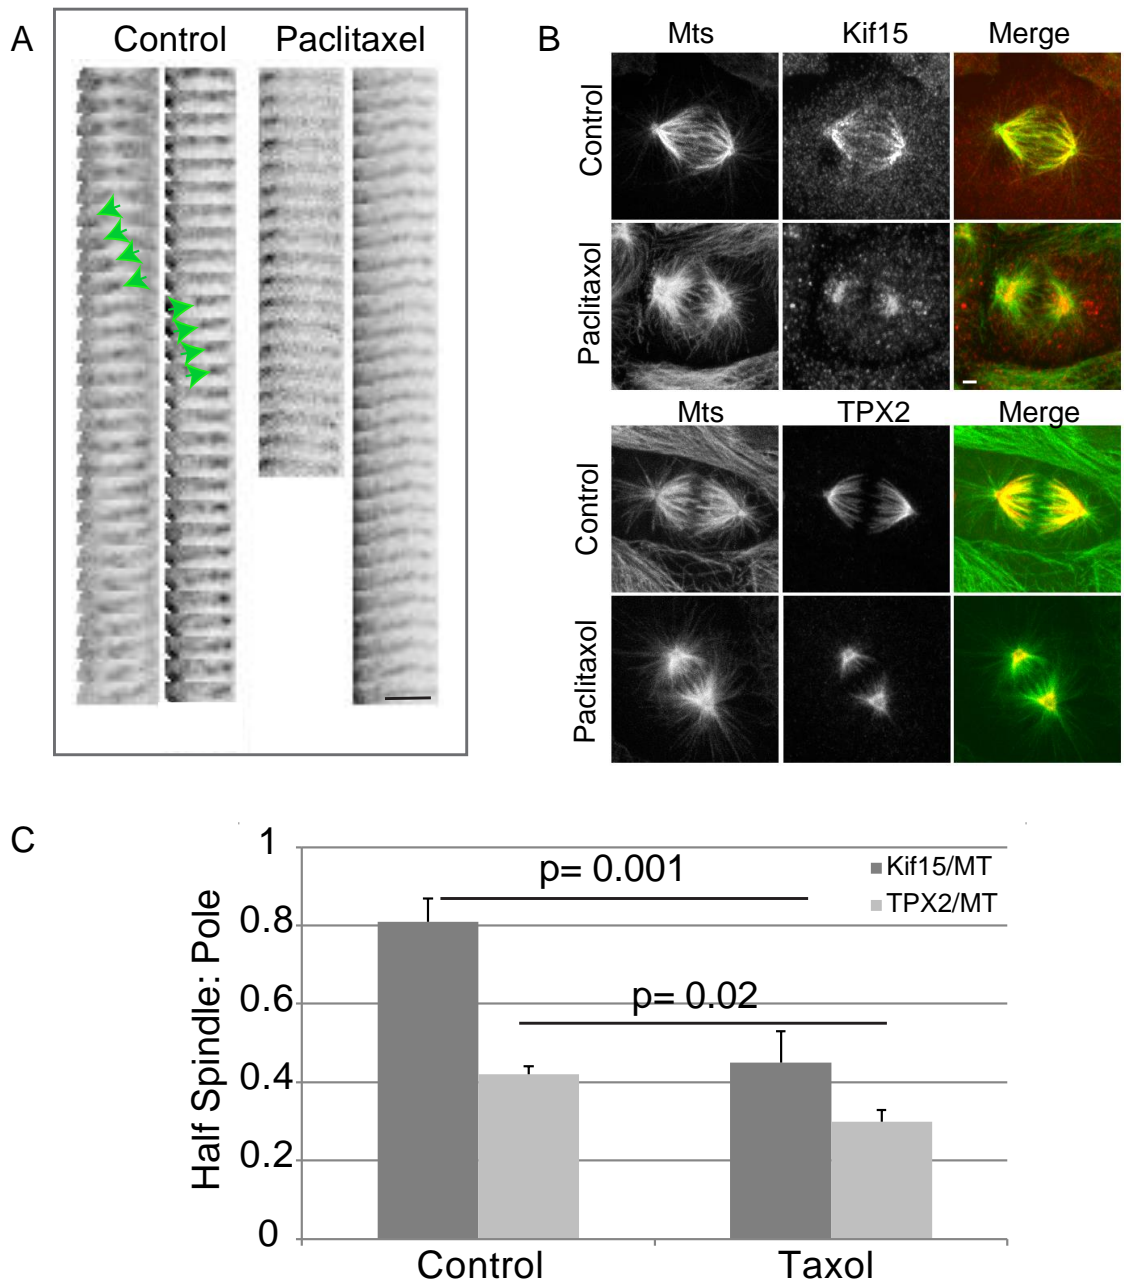 A
Control Paclitaxel
B
Mts Kif15 Merge
Control
Paclitaxol
Mts TPX2 Merge
Control
Paclitaxol
C
Half Spindle: Pole
1
0.8
0.6
0.4
0.2
0
p= 0.001
p= 0.02
Kif15/MT
TPX2/MT
Control Taxol